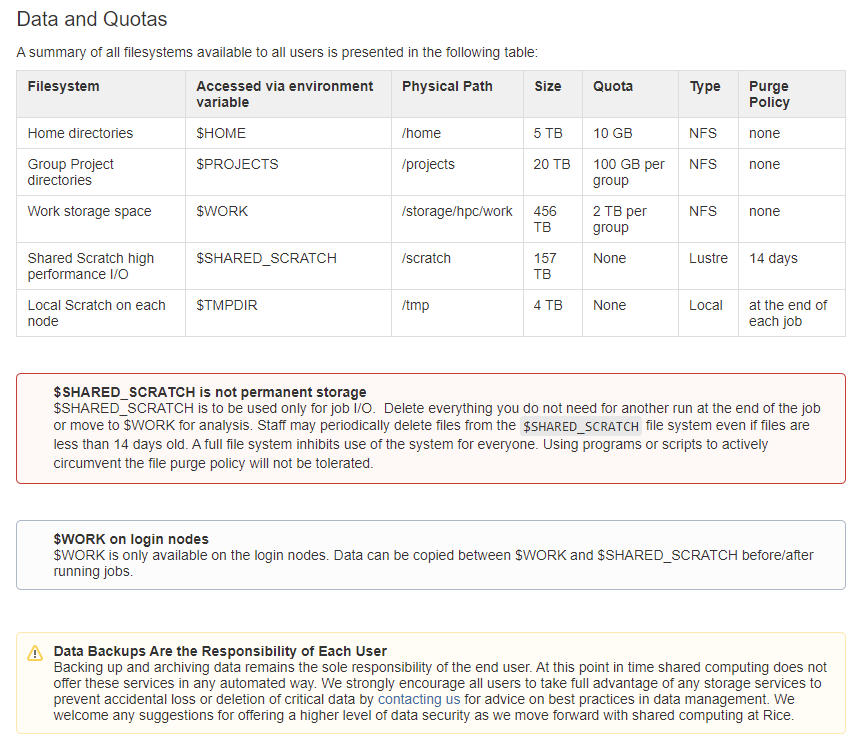 Data and Quotas
A summary of all filesystems available to all users is presented in the following table:
Filesystem Accessed via environment variable Physical Path Size Quota Type Purge Policy
Home directories $HOME /home 5 TB 10 GB NFS none
Group Project directories $PROJECTS /projects 20 TB 100 GB per group NFS none
Work storage space $WORK /storage/hpc/work 456 TB 2 TB per group NFS none
Shared Scratch high performance I/O $SHARED_SCRATCH /scratch 157 TB None Lustre 14 days
Local Scratch on each node $TMPDIR /tmp 4 TB None Local at the end of each job
$SHARED_SCRATCH is not permanent storage
$SHARED_SCRATCH is to be used only for job I/O.  Delete everything you do not need for another run at the end of the job
or move to $WORK for analysis. Staff may periodically delete files from the $SHARED_SCRATCH file system even if files are
less than 14 days old. A full file system inhibits use of the system for everyone. Using programs or scripts to actively
circumvent the file purge policy will not be tolerated.
$WORK on login nodes
$WORK is only available on the login nodes. Data can be copied between $WORK and $SHARED_SCRATCH before/after
running jobs.
Data Backups Are the Responsibility of Each User
Backing up and archiving data remains the sole responsibility of the end user. At this point in time shared computing does not
offer these services in any automated way. We strongly encourage all users to take full advantage of any storage services to
prevent accidental loss or deletion of critical data by contacting us for advice on best practices in data management. We
welcome any suggestions for offering a higher level of data security as we move forward with shared computing at Rice.